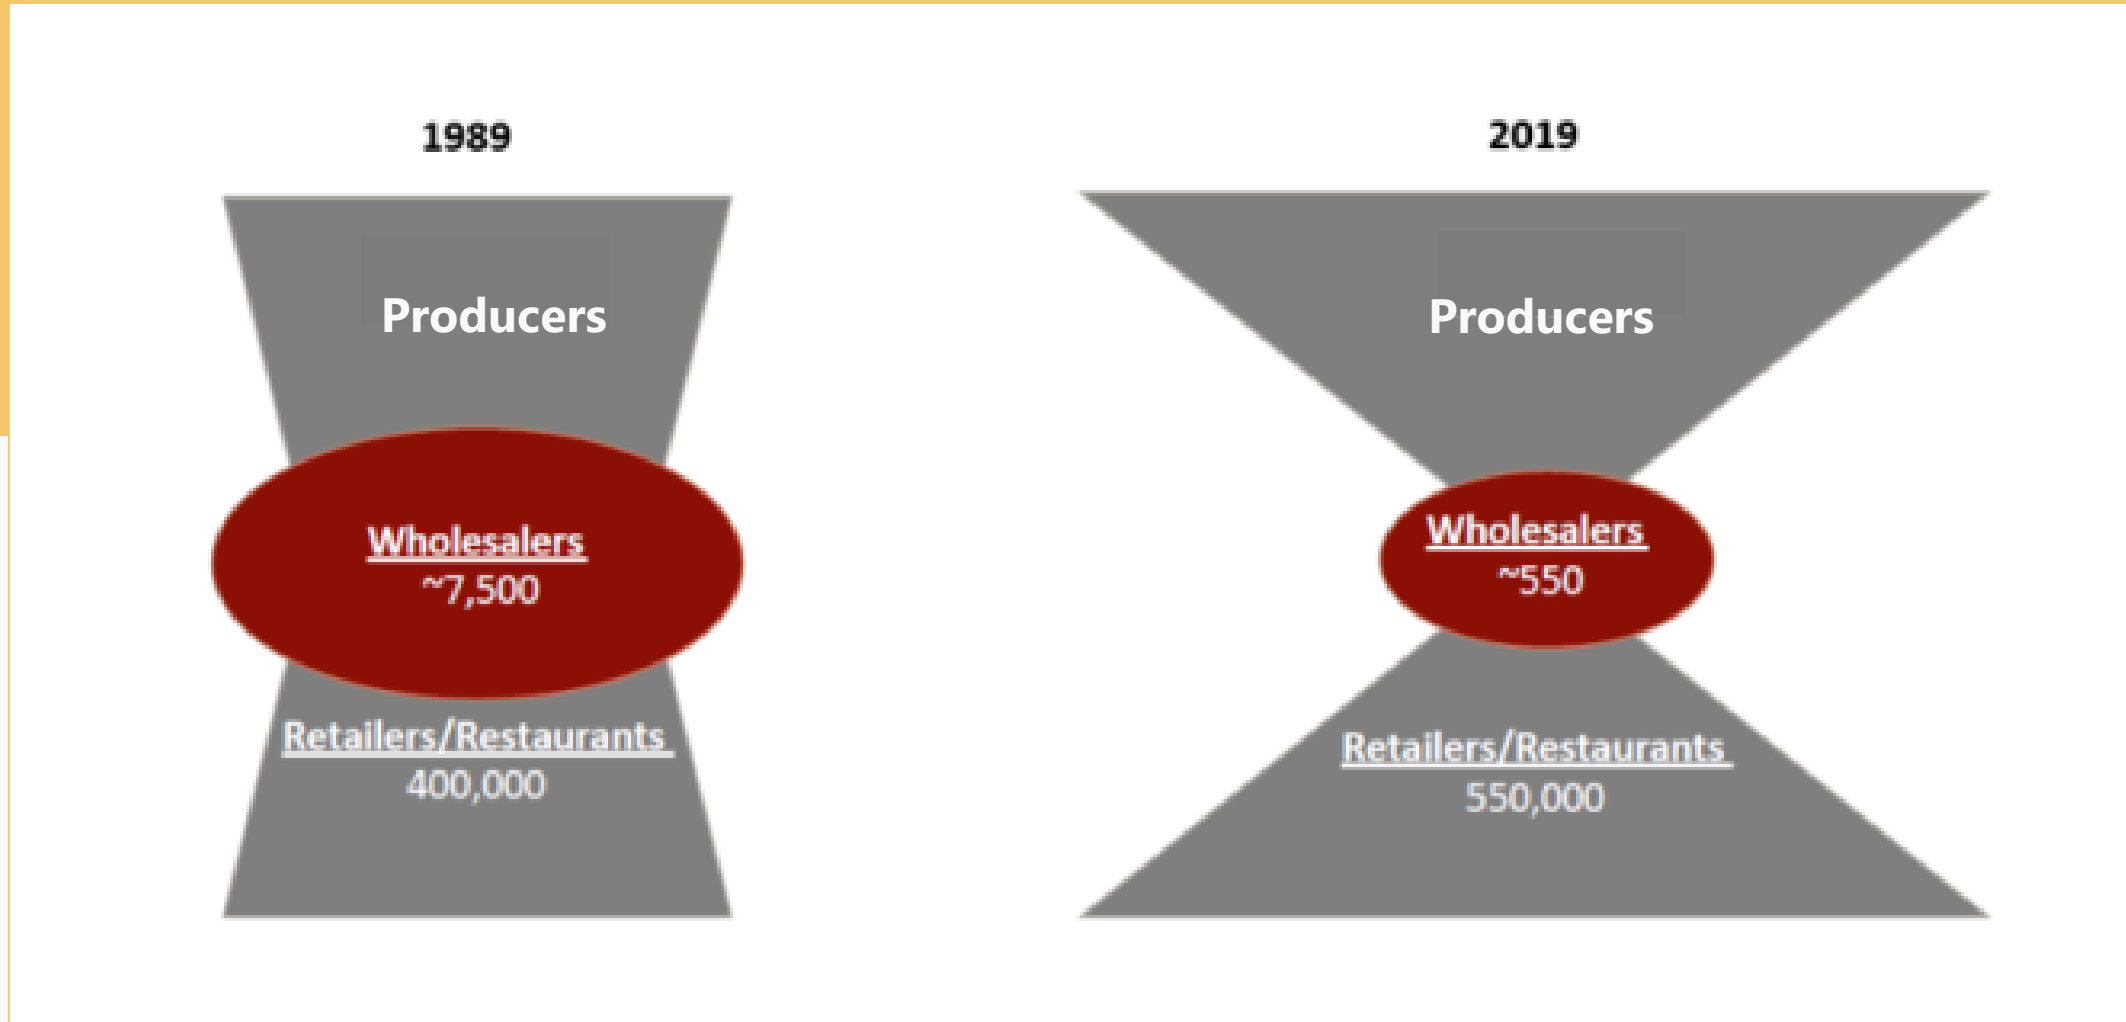 1989
Producers
Wholesalers
~7,500
Retailers/Restaurants
400,000
2019
Producers
Wholesalers
~550
Retailers/Restaurants
550,000